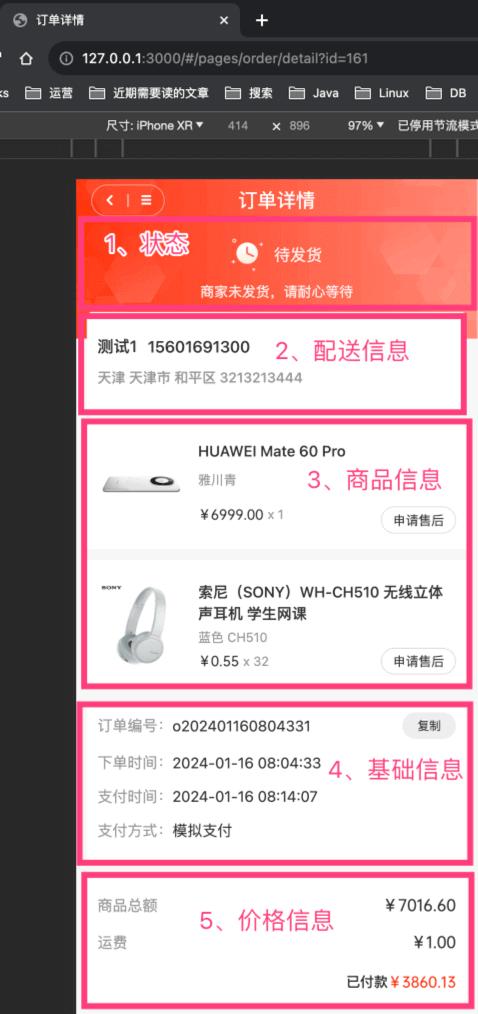 订单详情
127.0.0.1:3000/#/pages/order/detail?id=161
ks 运营 近期需要读的文章 搜索 Java Linux DB
尺寸: iPhone XR 414 × 896 97% 已停用节流模式
订单详情
1、状态
待发货
商家未发货，请耐心等待
测试1 15601691300
2、配送信息
天津 天津市 和平区 3213213444
HUAWEI Mate 60 Pro
雅川青
3、商品信息
¥6999.00 x 1
申请售后
SONY
索尼（SONY）WH-CH510 无线立体
声耳机 学生网课
蓝色 CH510
¥0.55 x 32
申请售后
订单编号： o202401160804331 复制
下单时间： 2024-01-16 08:04:33
4、基础信息
支付时间： 2024-01-16 08:14:07
支付方式： 模拟支付
商品总额 ¥7016.60
5、价格信息
运费 ¥1.00
已付款 ¥3860.13